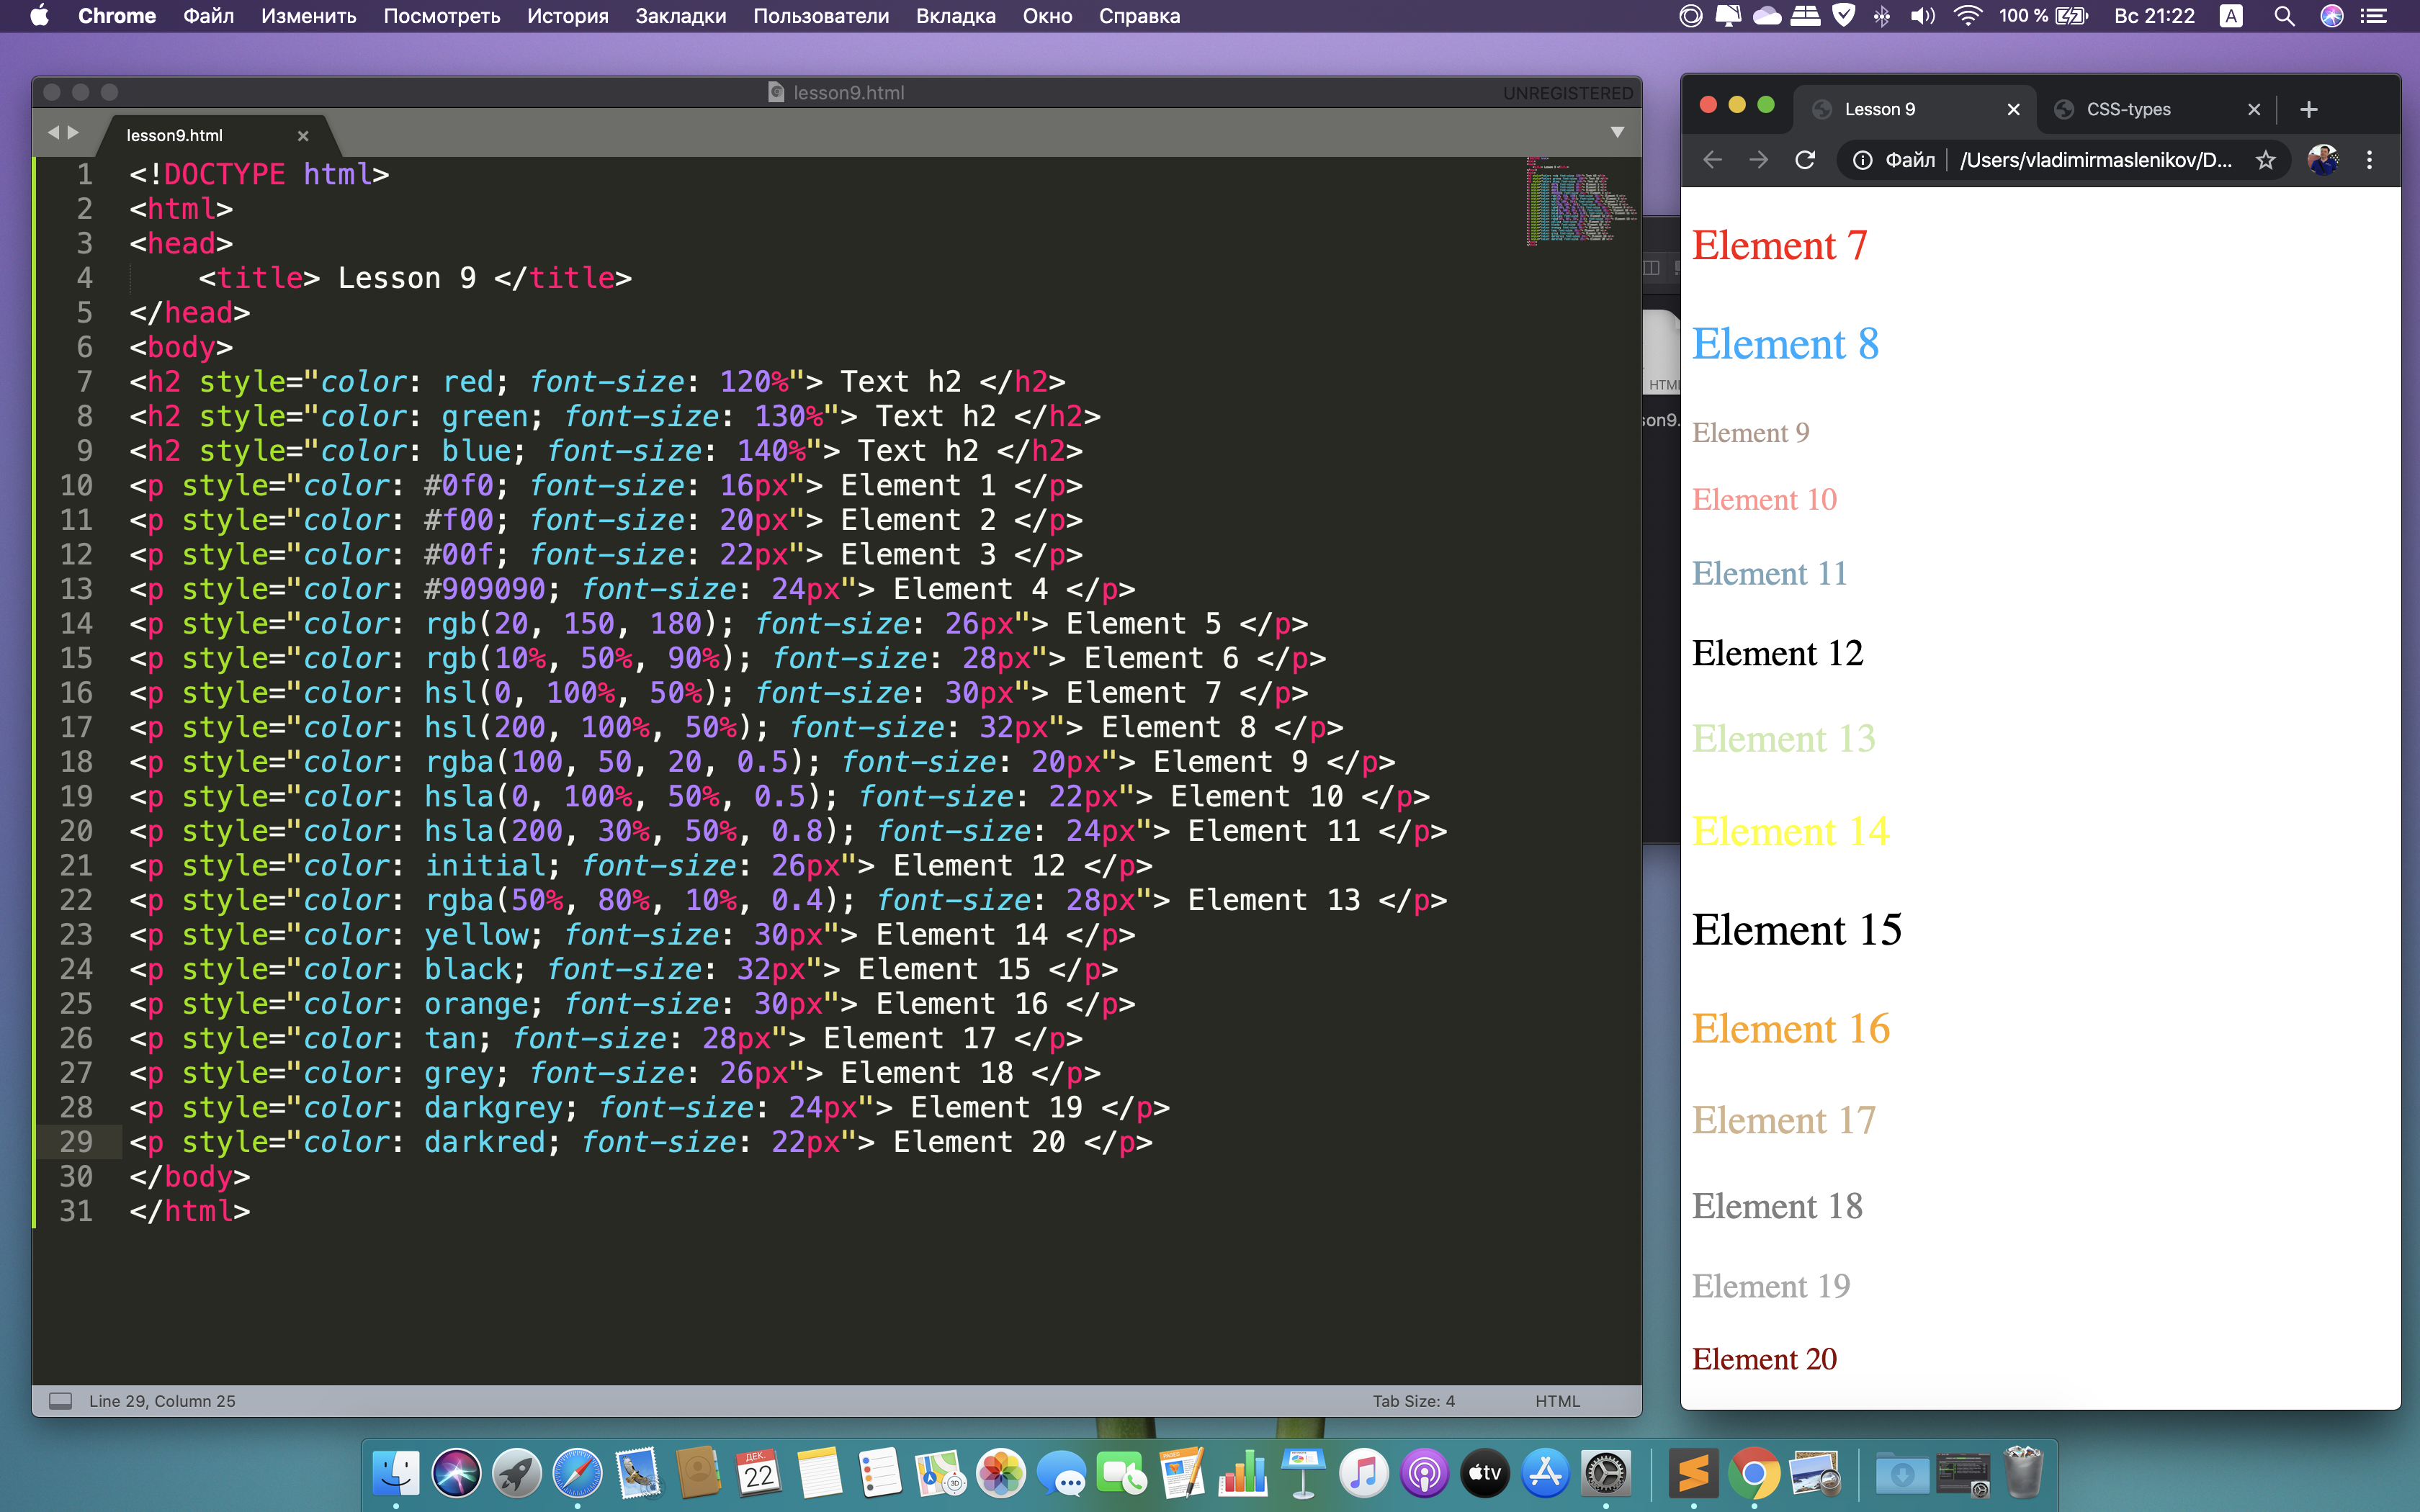 Chrome Файл Изменить Посмотреть История Закладки Пользователи Вкладка Окно Справка 100 % Вс 21:22 A
lesson9.html UNREGISTERED
lesson9.html
1 <!DOCTYPE html>
2 <html>
3 <head>
4 <title> Lesson 9 </title>
5 </head>
6 <body>
7 <h2 style="color: red; font-size: 120%"> Text h2 </h2>
8 <h2 style="color: green; font-size: 130%"> Text h2 </h2>
9 <h2 style="color: blue; font-size: 140%"> Text h2 </h2>
10 <p style="color: #0f0; font-size: 16px"> Element 1 </p>
11 <p style="color: #f00; font-size: 20px"> Element 2 </p>
12 <p style="color: #00f; font-size: 22px"> Element 3 </p>
13 <p style="color: #909090; font-size: 24px"> Element 4 </p>
14 <p style="color: rgb(20, 150, 180); font-size: 26px"> Element 5 </p>
15 <p style="color: rgb(10%, 50%, 90%); font-size: 28px"> Element 6 </p>
16 <p style="color: hsl(0, 100%, 50%); font-size: 30px"> Element 7 </p>
17 <p style="color: hsl(200, 100%, 50%); font-size: 32px"> Element 8 </p>
18 <p style="color: rgba(100, 50, 20, 0.5); font-size: 20px"> Element 9 </p>
19 <p style="color: hsla(0, 100%, 50%, 0.5); font-size: 22px"> Element 10 </p>
20 <p style="color: hsla(200, 30%, 50%, 0.8); font-size: 24px"> Element 11 </p>
21 <p style="color: initial; font-size: 26px"> Element 12 </p>
22 <p style="color: rgba(50%, 80%, 10%, 0.4); font-size: 28px"> Element 13 </p>
23 <p style="color: yellow; font-size: 30px"> Element 14 </p>
24 <p style="color: black; font-size: 32px"> Element 15 </p>
25 <p style="color: orange; font-size: 30px"> Element 16 </p>
26 <p style="color: tan; font-size: 28px"> Element 17 </p>
27 <p style="color: grey; font-size: 26px"> Element 18 </p>
28 <p style="color: darkgrey; font-size: 24px"> Element 19 </p>
29 <p style="color: darkred; font-size: 22px"> Element 20 </p>
30 </body>
31 </html>
Line 29, Column 25 Tab Size: 4 HTML
Lesson 9 CSS-types
Файл /Users/vladimirmaslenikov/D...
Element 7
Element 8
Element 9
Element 10
Element 11
Element 12
Element 13
Element 14
Element 15
Element 16
Element 17
Element 18
Element 19
Element 20
ДЕК.
22
tv